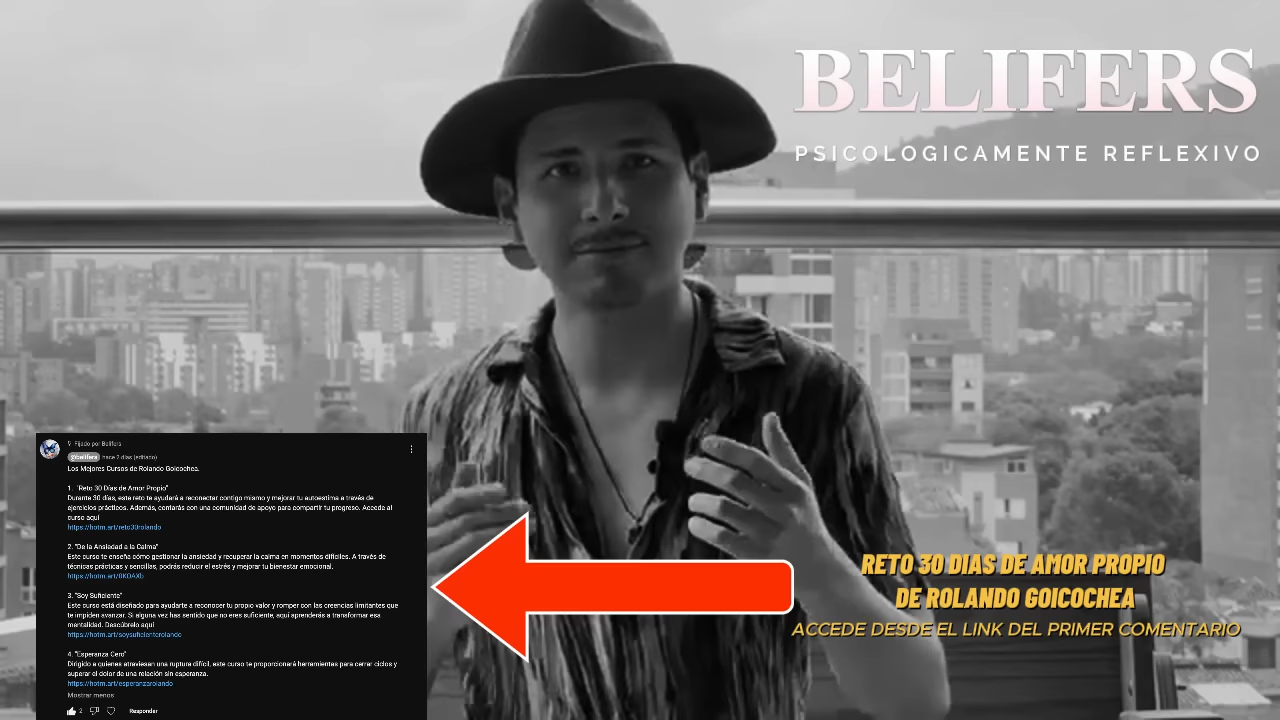 BELIFERS
PSICOLOGICAMENTE REFLEXIVO
Fijado por Belifers
@belifers hace 2 días (editado)
Los Mejores Cursos de Rolando Goicochea.
1. "Reto 30 Días de Amor Propio"
Durante 30 días, este reto te ayudará a reconectar contigo mismo y mejorar tu autoestima a través de
ejercicios prácticos. Además, contarás con una comunidad de apoyo para compartir tu progreso. Accede al
curso aquí
https://hotm.art/reto30rolando
2. "De la Ansiedad a la Calma"
Este curso te enseña cómo gestionar la ansiedad y recuperar la calma en momentos difíciles. A través de
técnicas prácticas y sencillas, podrás reducir el estrés y mejorar tu bienestar emocional.
https://hotm.art/0KOAXb
3. "Soy Suficiente"
Este curso está diseñado para ayudarte a reconocer tu propio valor y romper con las creencias limitantes que
te impiden avanzar. Si alguna vez has sentido que no eres suficiente, aquí aprenderás a transformar esa
mentalidad. Descúbrelo aquí
https://hotm.art/soysuficienterolando
4. "Esperanza Cero"
Dirigido a quienes atraviesan una ruptura difícil, este curso te proporcionará herramientas para cerrar ciclos y
superar el dolor de una relación sin esperanza.
https://hotm.art/esperanzarolando
Mostrar menos
2 Responder
RETO 30 DIAS DE AMOR PROPIO
DE ROLANDO GOICOCHEA
ACCEDE DESDE EL LINK DEL PRIMER COMENTARIO